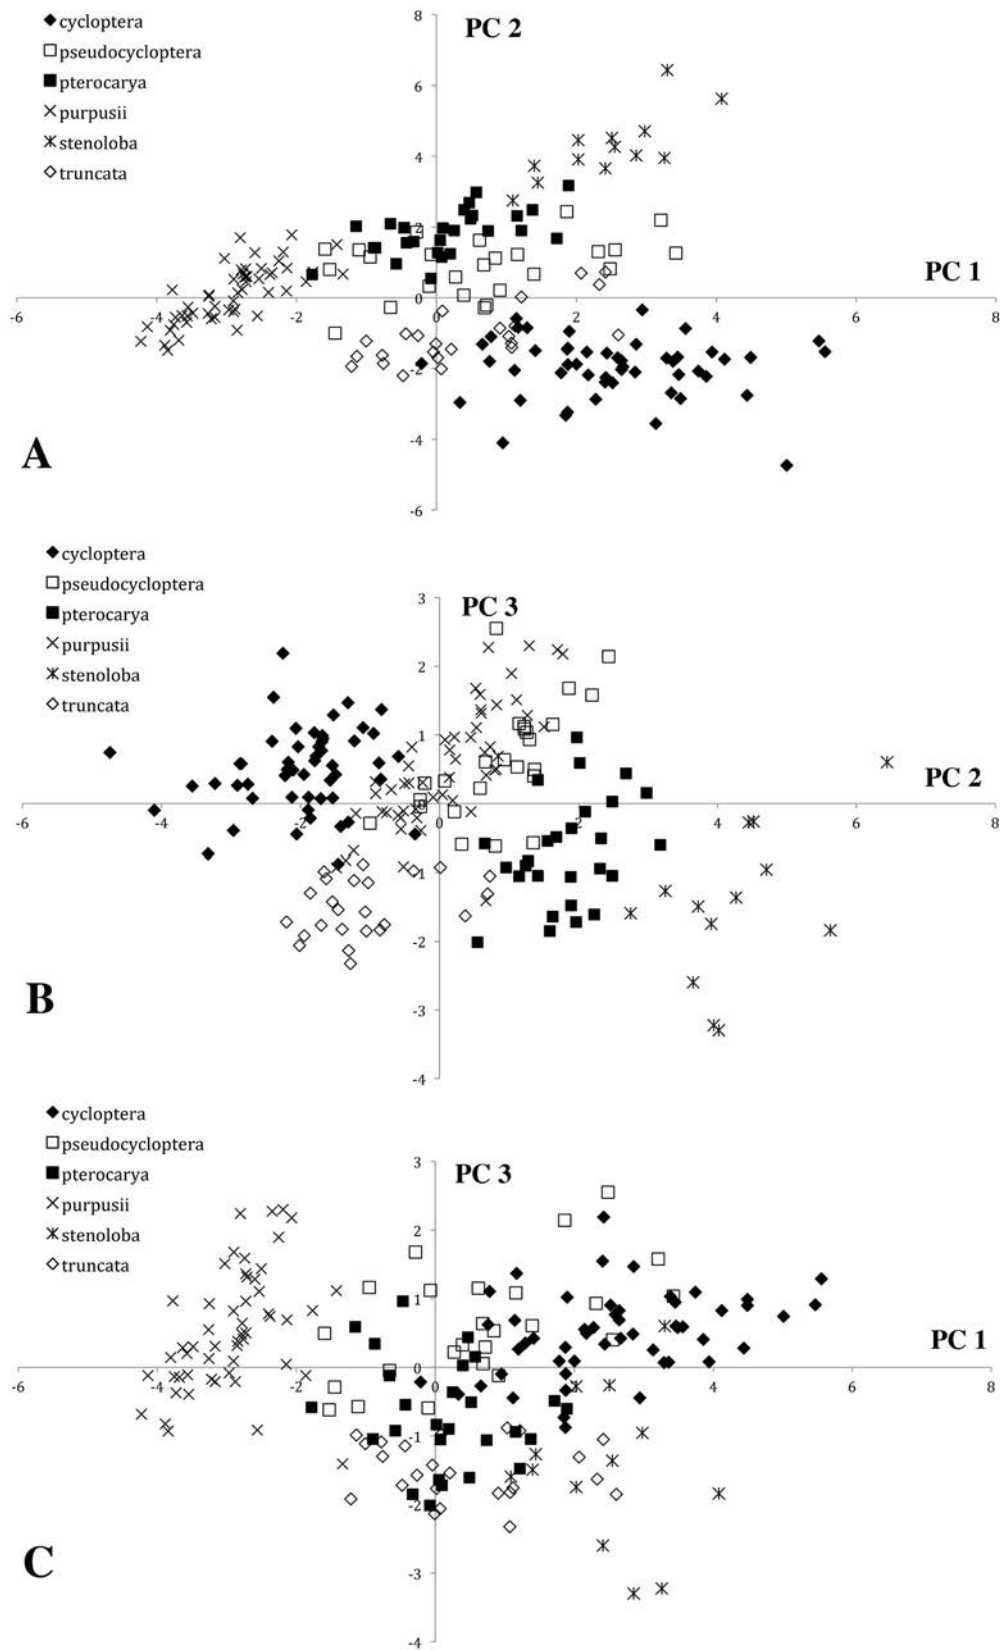 8
PC 2
cycloptera
pseudocycloptera
pterocarya
purpusii
stenoloba
truncata
6
4
2
0
PC 1
-6 -4 -2 2 4 6 8
-2
-4
-6
A
cycloptera
pseudocycloptera
pterocarya
purpusii
stenoloba
truncata
3
PC 3
2
1
0
PC 2
-6 -4 -2 2 4 6 8
-1
-2
-3
-4
B
cycloptera
pseudocycloptera
pterocarya
purpusii
stenoloba
truncata
3
PC 3
2
1
0
PC 1
-6 -4 -2 2 4 6 8
-1
-2
-3
-4
C